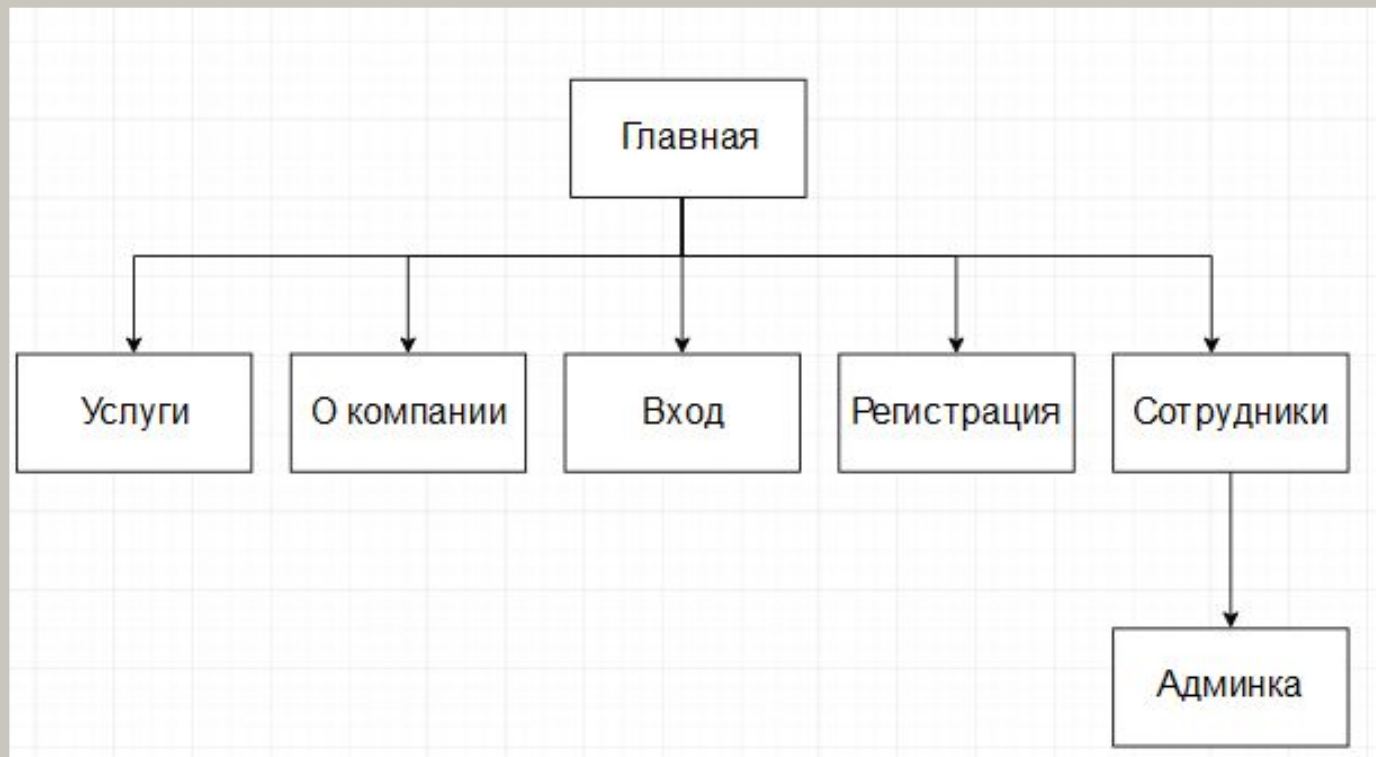 Главная
Услуги
О компании
Вход
Регистрация
Сотрудники
Админка